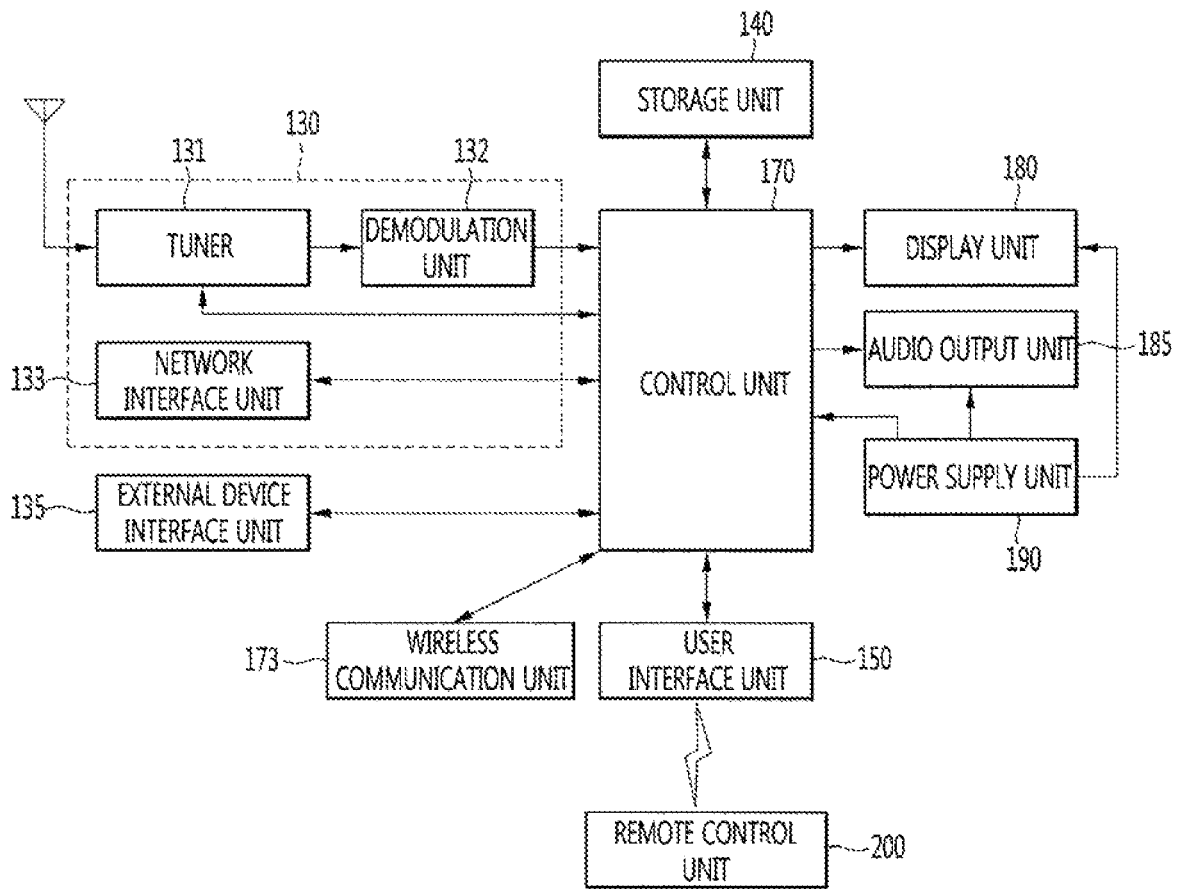 140
STORAGE UNIT
130
131
132
170
180
TUNER
DEMODULATION
UNIT
DISPLAY UNIT
AUDIO OUTPUT UNIT
185
133
NETWORK
INTERFACE UNIT
CONTROL UNIT
POWER SUPPLY UNIT
190
135
EXTERNAL DEVICE
INTERFACE UNIT
173
WIRELESS
COMMUNICATION UNIT
USER
INTERFACE UNIT
150
REMOTE CONTROL
UNIT
200